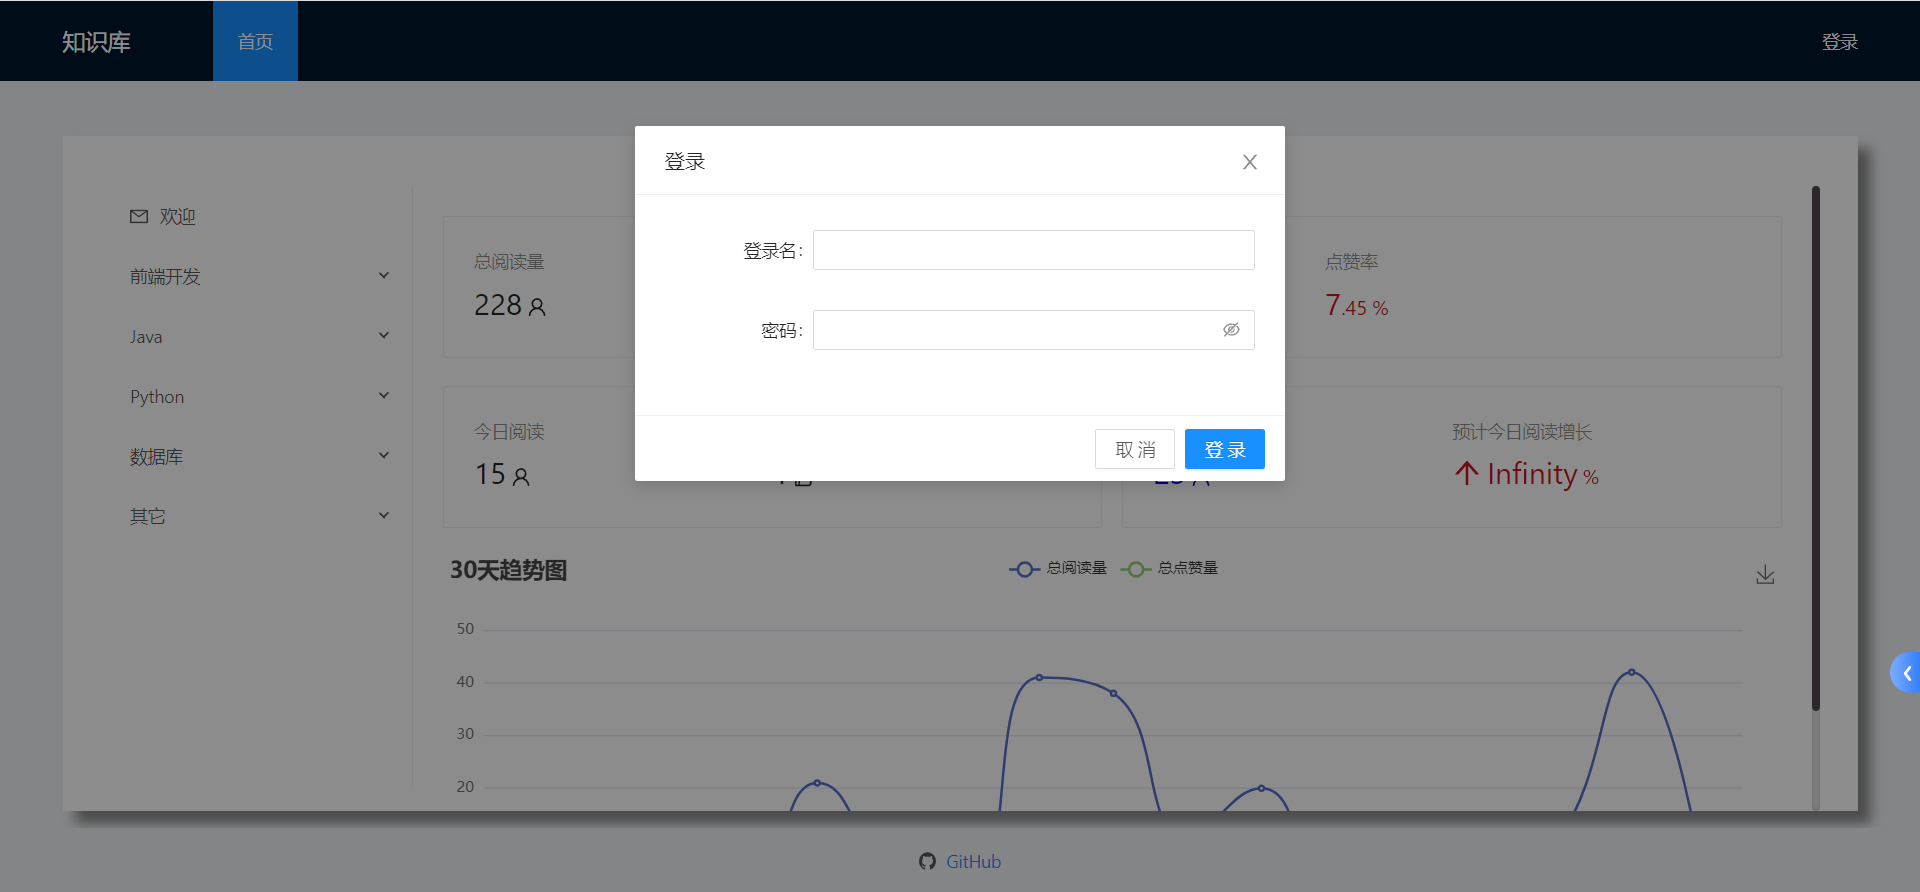 知识库
首页
登录
登录
登录名:
密码:
取 消
登 录
欢迎
前端开发
Java
Python
数据库
其它
总阅读量
228
点赞率
7.45 %
今日阅读
15
预计今日阅读增长
Infinity %
30天趋势图
总阅读量
总点赞量
50
40
30
20
GitHub